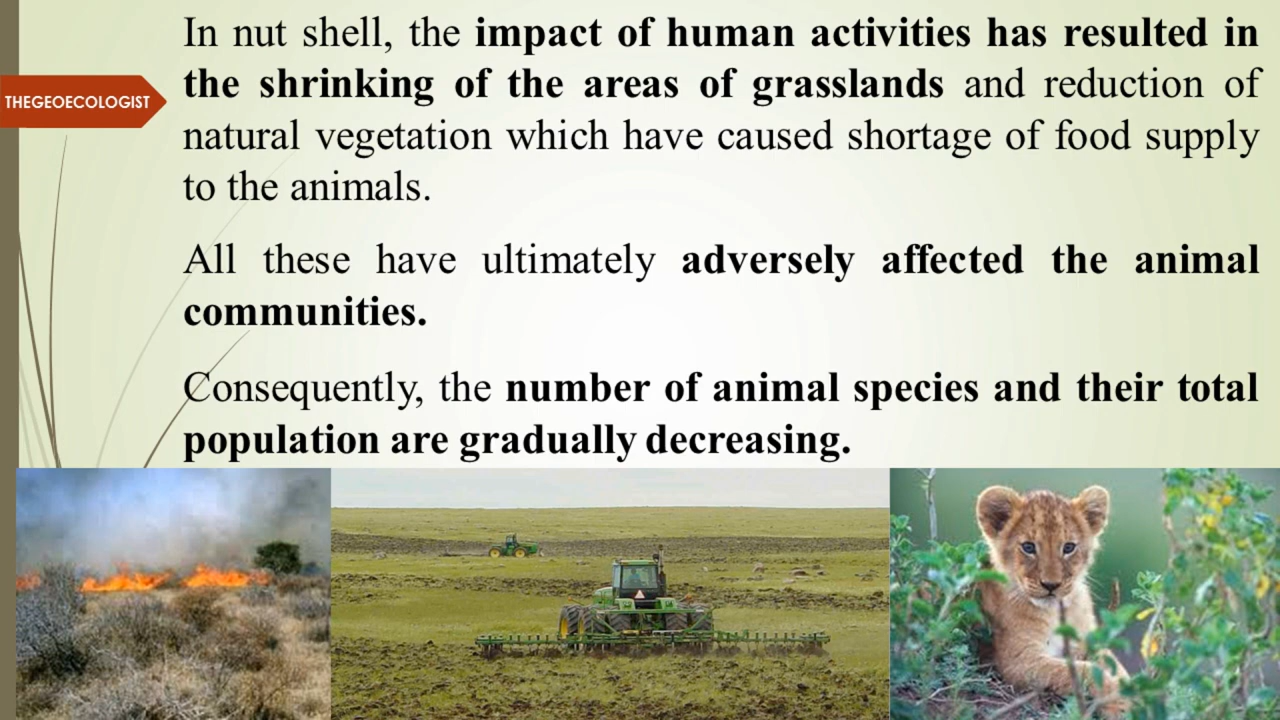 In nut shell, the impact of human activities has resulted in
the shrinking of the areas of grasslands and reduction of
THEGEOECOLOGIST
natural vegetation which have caused shortage of food supply
to the animals.
All these have ultimately adversely affected the animal
communities.
Consequently, the number of animal species and their total
population are gradually decreasing.